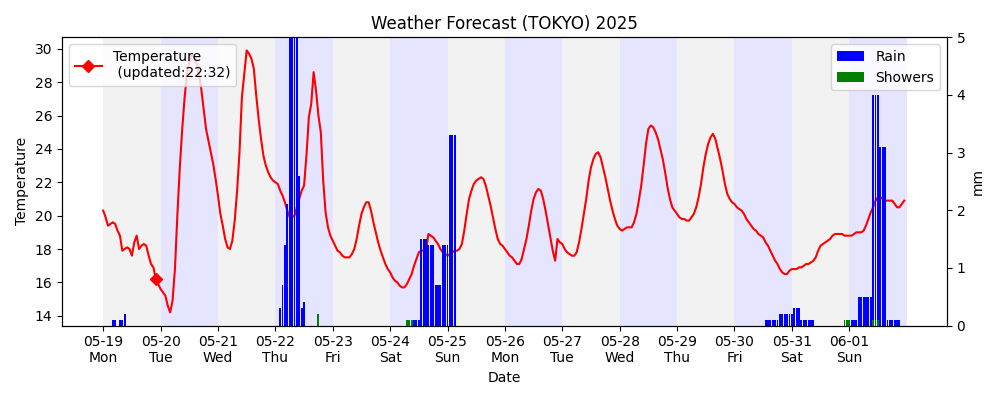 Weather Forecast (TOKYO) 2025
Temperature
(updated:22:32)
Rain
Showers
30
28
26
24
22
20
18
16
14
Temperature
5
4
3
2
1
0
mm
05-19 05-20 05-21 05-22 05-23 05-24 05-25 05-26 05-27 05-28 05-29 05-30 05-31 06-01
Mon Tue Wed Thu Fri Sat Sun Mon Tue Wed Thu Fri Sat Sun
Date